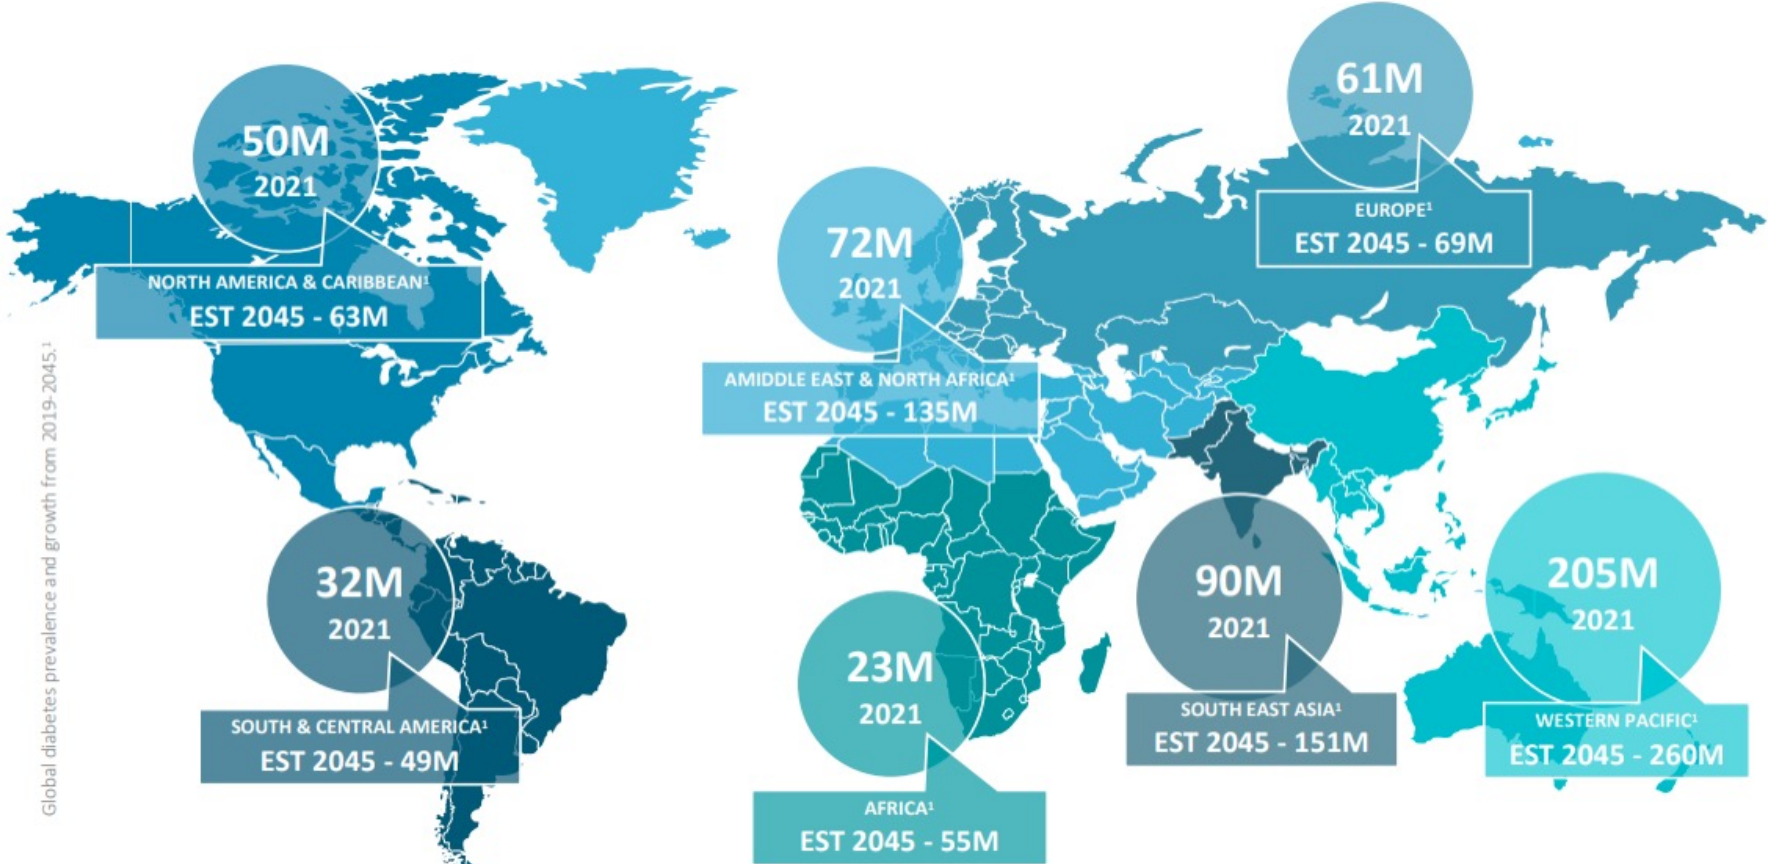 50M
2021
NORTH AMERICA & CARIBBEAN¹
EST 2045 - 63M
61M
2021
EUROPE¹
EST 2045 - 69M
72M
2021
AMIDDLE EAST & NORTH AFRICA¹
EST 2045 - 135M
32M
2021
SOUTH & CENTRAL AMERICA¹
EST 2045 - 49M
23M
2021
AFRICA¹
EST 2045 - 55M
90M
2021
SOUTH EAST ASIA¹
EST 2045 - 151M
205M
2021
WESTERN PACIFIC¹
EST 2045 - 260M
Global diabetes prevalence and growth from 2019-2045.¹